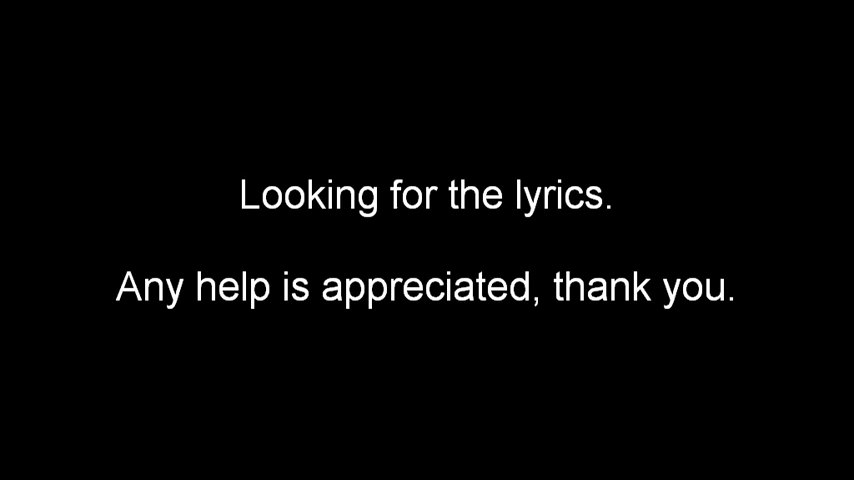 Looking for the lyrics.
Any help is appreciated, thank you.